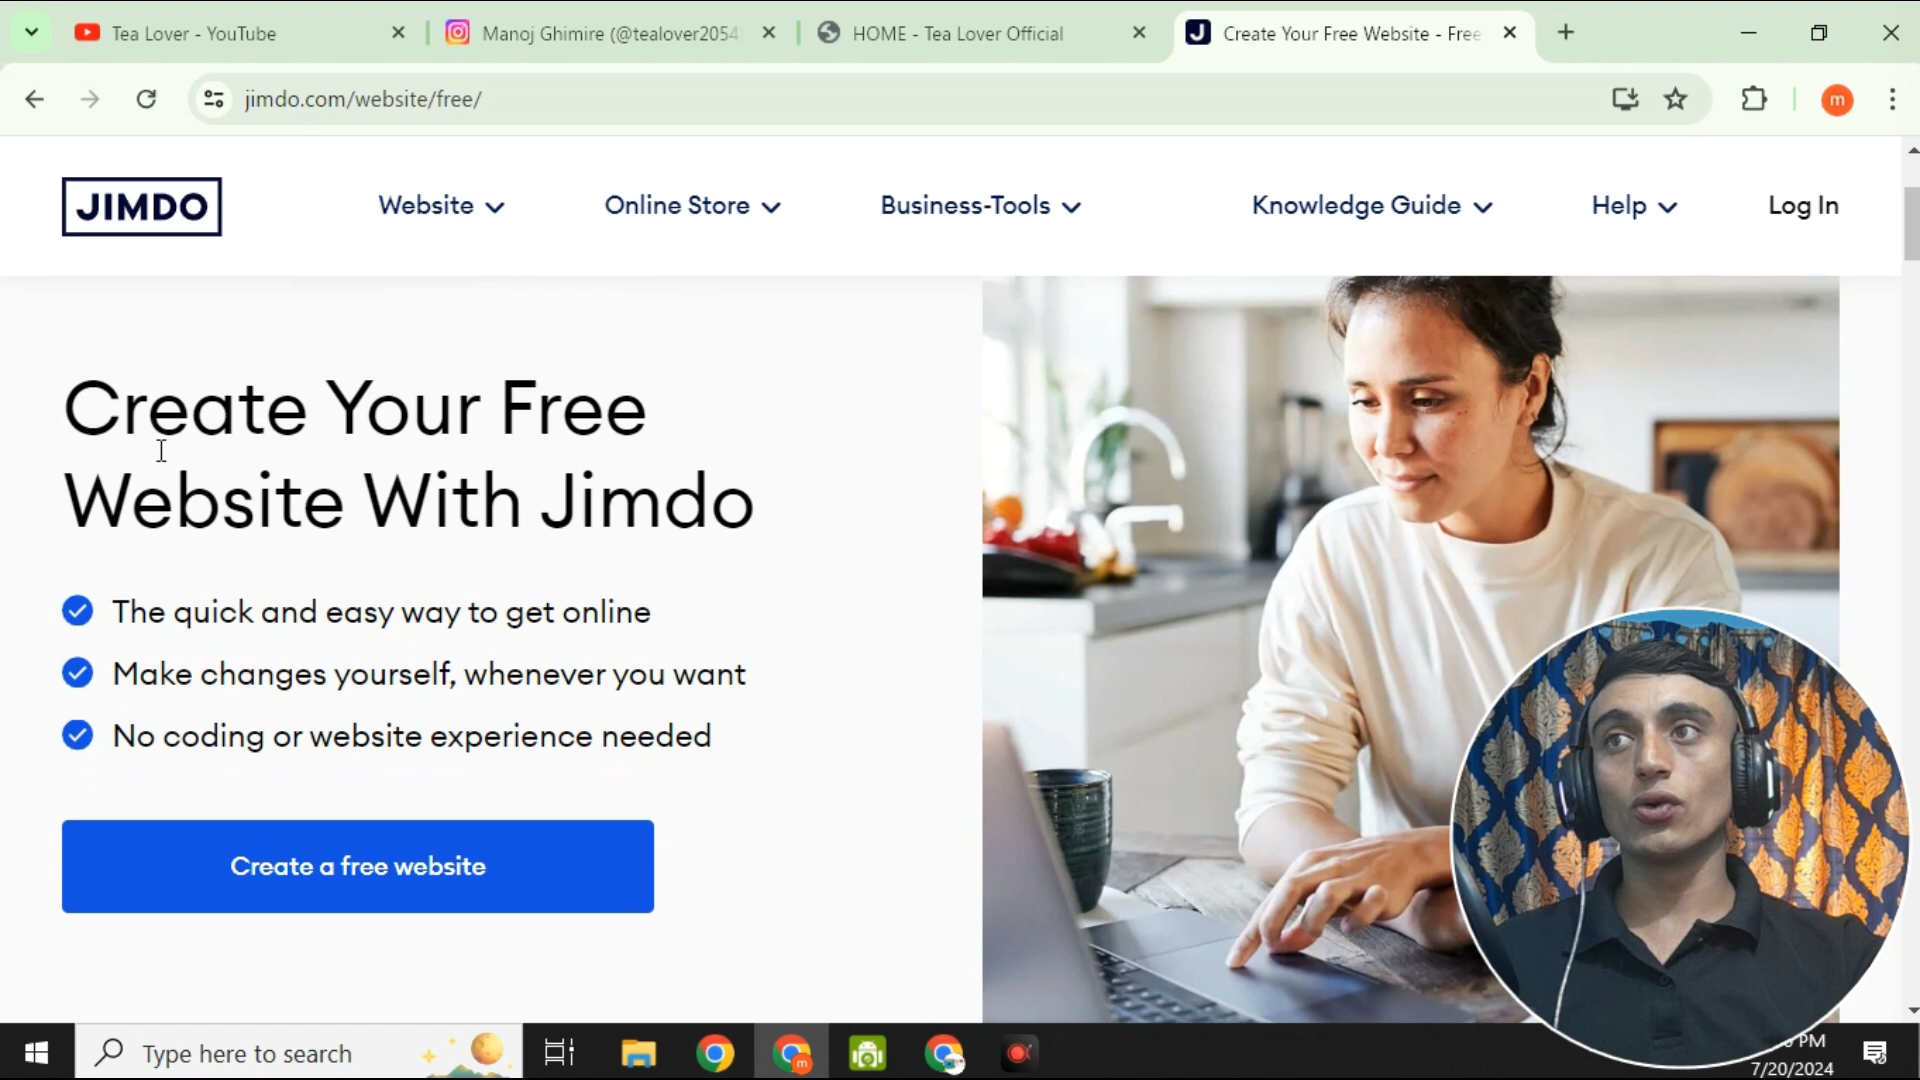 Tea Lover - YouTube
Manoj Ghimire (@tealover2054
HOME - Tea Lover Official
Create Your Free Website - Free
jimdo.com/website/free/
m
JIMDO
Website
Online Store
Business-Tools
Knowledge Guide
Help
Log In
Create Your Free
Website With Jimdo
The quick and easy way to get online
Make changes yourself, whenever you want
No coding or website experience needed
Create a free website
Type here to search
PM
7/20/2024